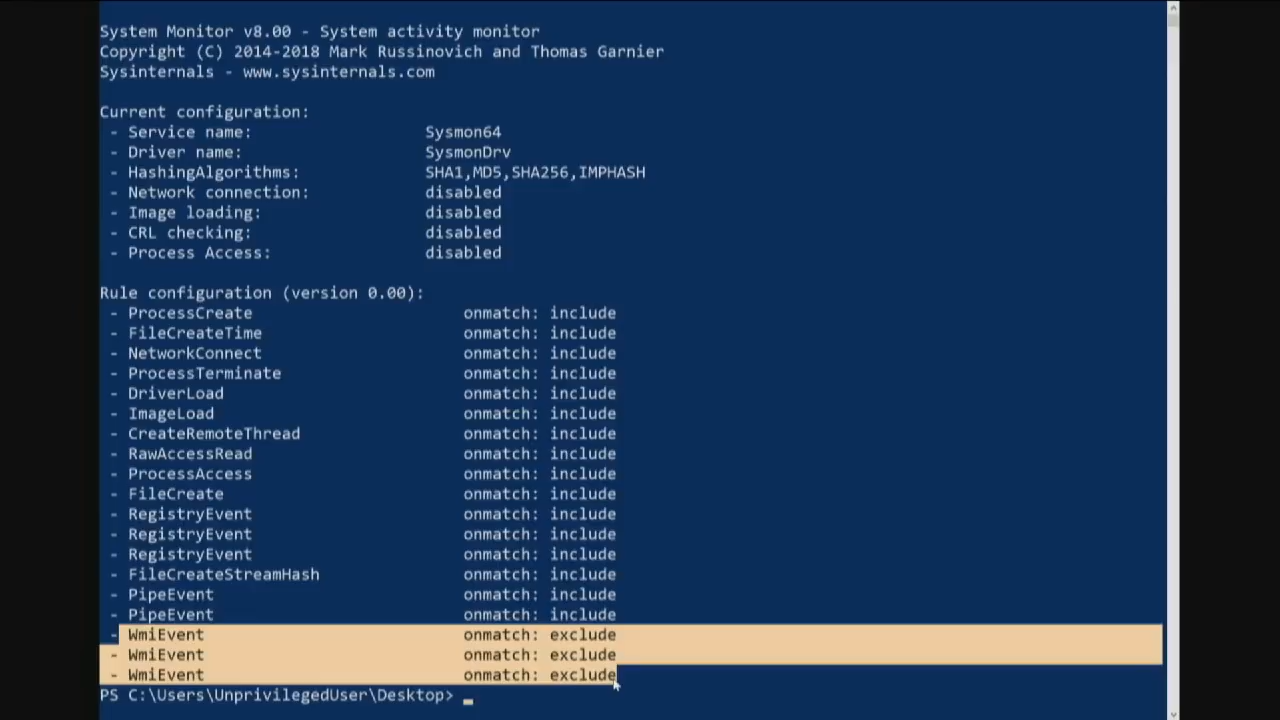 System Monitor v8.00 - System activity monitor
Copyright (C) 2014-2018 Mark Russinovich and Thomas Garnier
Sysinternals - www.sysinternals.com
Current configuration:
- Service name: Sysmon64
- Driver name: SysmonDrv
- HashingAlgorithms: SHA1,MD5,SHA256,IMPHASH
- Network connection: disabled
- Image loading: disabled
- CRL checking: disabled
- Process Access: disabled
Rule configuration (version 0.00):
- ProcessCreate onmatch: include
- FileCreateTime onmatch: include
- NetworkConnect onmatch: include
- ProcessTerminate onmatch: include
- DriverLoad onmatch: include
- ImageLoad onmatch: include
- CreateRemoteThread onmatch: include
- RawAccessRead onmatch: include
- ProcessAccess onmatch: include
- FileCreate onmatch: include
- RegistryEvent onmatch: include
- RegistryEvent onmatch: include
- RegistryEvent onmatch: include
- FileCreateStreamHash onmatch: include
- PipeEvent onmatch: include
- PipeEvent onmatch: include
- WmiEvent onmatch: exclude
- WmiEvent onmatch: exclude
- WmiEvent onmatch: exclude
PS C:\Users\UnprivilegedUser\Desktop> _